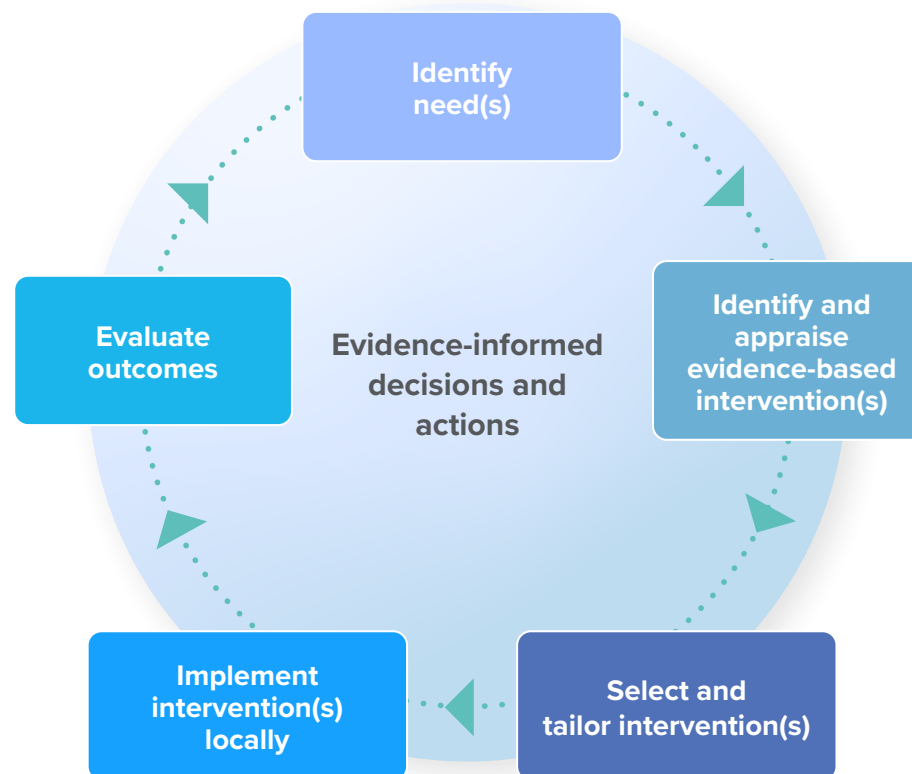 Identify
need(s)
Identify and
appraise
evidence-based
intervention(s)
Select and
tailor intervention(s)
Implement
intervention(s)
locally
Evaluate
outcomes
Evidence-informed
decisions and
actions